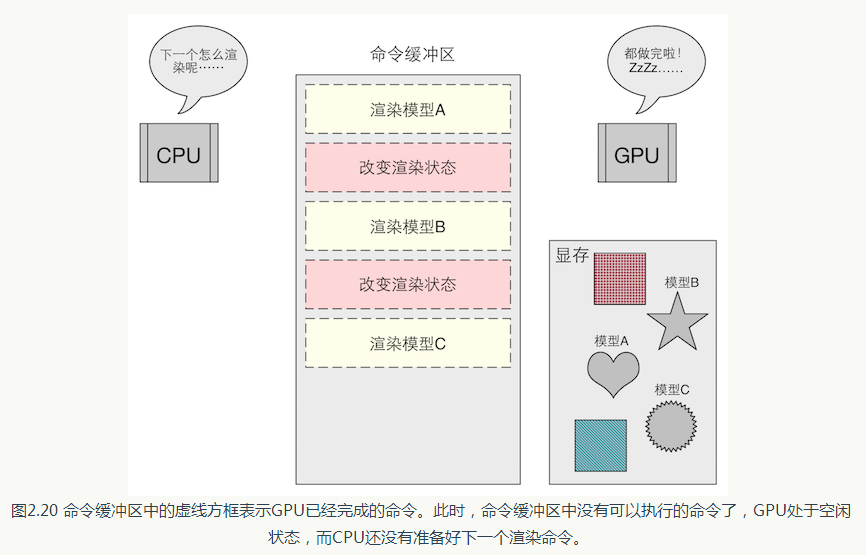 下一个怎么渲
染呢……
命令缓冲区
都做完啦！
ZzZz……
CPU
GPU
渲染模型A
改变渲染状态
渲染模型B
改变渲染状态
渲染模型C
显存
模型B
模型A
模型C
图2.20 命令缓冲区中的虚线方框表示GPU已经完成的命令。此时，命令缓冲区中没有可以执行的命令了，GPU处于空闲
状态，而CPU还没有准备好下一个渲染命令。